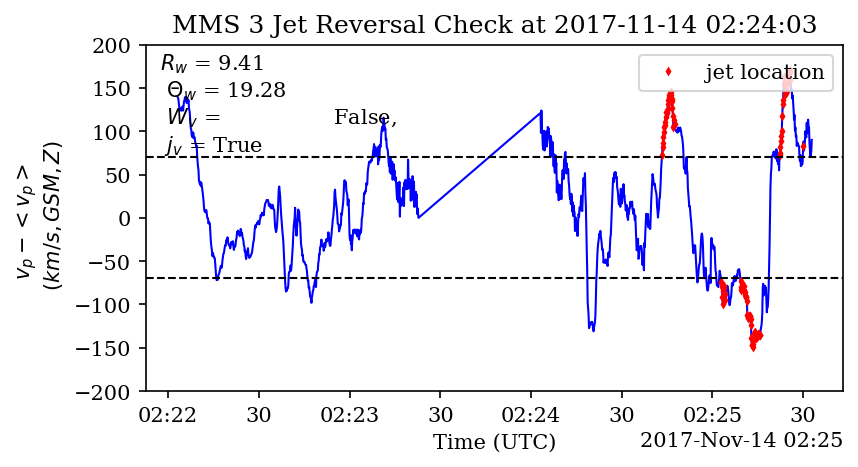 MMS 3 Jet Reversal Check at 2017-11-14 02:24:03
R_w = 9.41
Θ_w = 19.28
W_v = False,
j_v = True
jet location
v_p − <v_p>
(km/s, GSM, Z)
200
150
100
50
0
−50
−100
−150
−200
02:22 30 02:23 30 02:24 30 02:25 30
Time (UTC)
2017-Nov-14 02:25